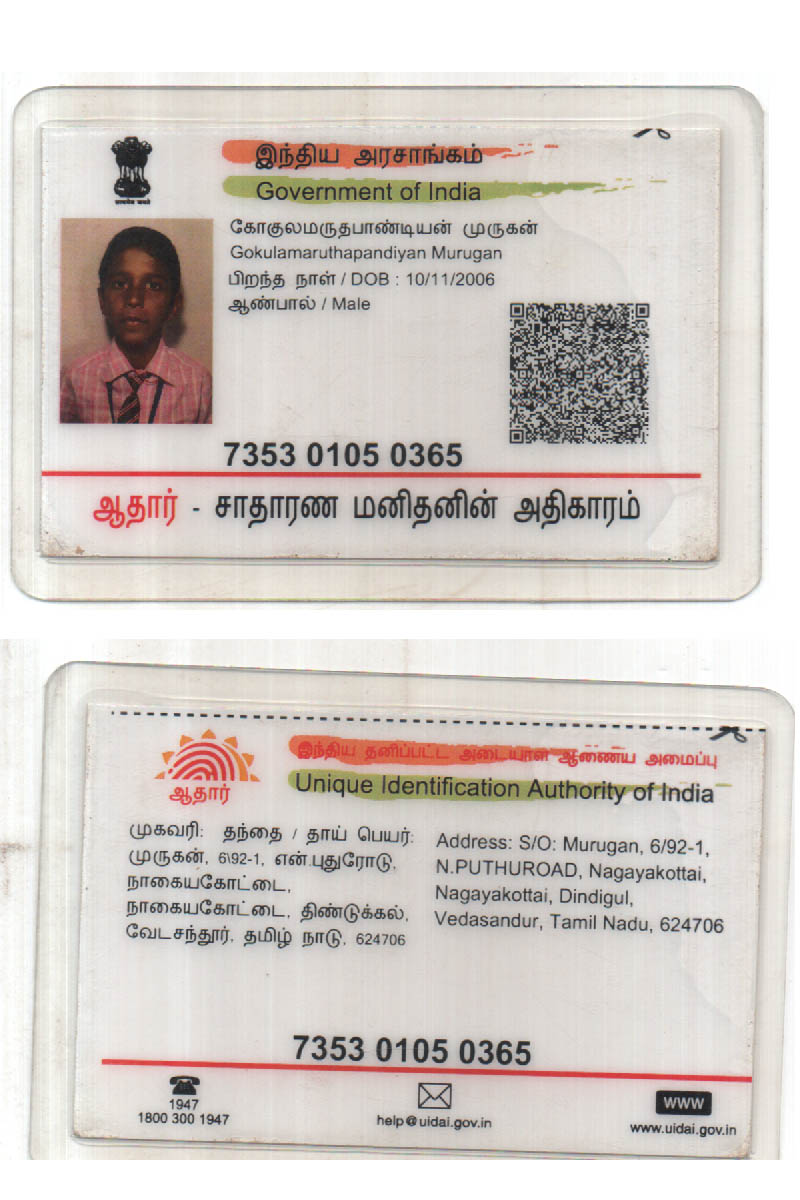 இந்திய அரசாங்கம்
Government of India
கோகுலமருதபாண்டியன் முருகன்
Gokulamaruthapandiyan Murugan
பிறந்த நாள் / DOB : 10/11/2006
ஆண்பால் / Male
7353 0105 0365
ஆதார் - சாதாரண மனிதனின் அதிகாரம்
இந்திய தனிப்பட்ட அடையாள ஆணைய அமைப்பு
ஆதார்
Unique Identification Authority of India
முகவரி: தந்தை / தாய் பெயர்:
முருகன், 6\92-1, என்.புதுரோடு,
நாகையகோட்டை,
நாகையகோட்டை, திண்டுக்கல்,
வேடசந்தூர், தமிழ் நாடு, 624706
Address: S/O: Murugan, 6/92-1,
N.PUTHUROAD, Nagayakottai,
Nagayakottai, Dindigul,
Vedasandur, Tamil Nadu, 624706
7353 0105 0365
1947
1800 300 1947
help@uidai.gov.in
www
www.uidai.gov.in